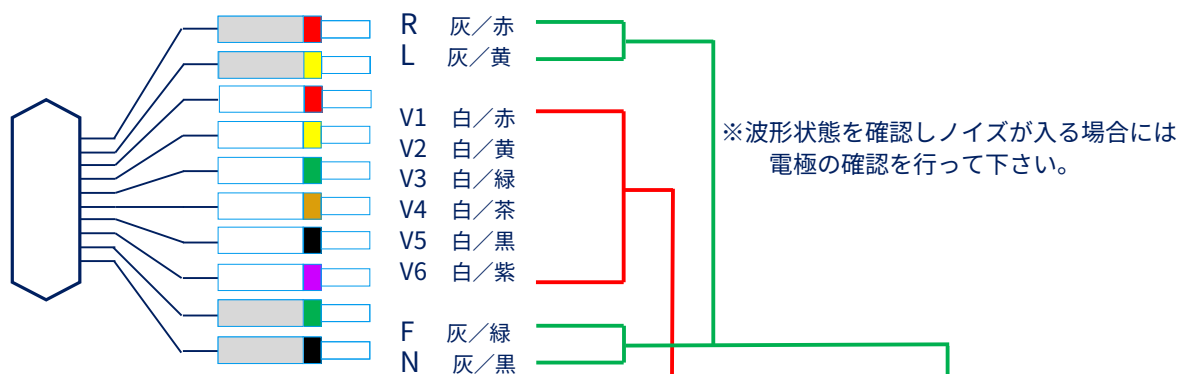 R 灰／赤
L 灰／黄
V1 白／赤
V2 白／黄
V3 白／緑
V4 白／茶
V5 白／黒
V6 白／紫
※波形状態を確認しノイズが入る場合には
電極の確認を行って下さい。
F 灰／緑
N 灰／黒